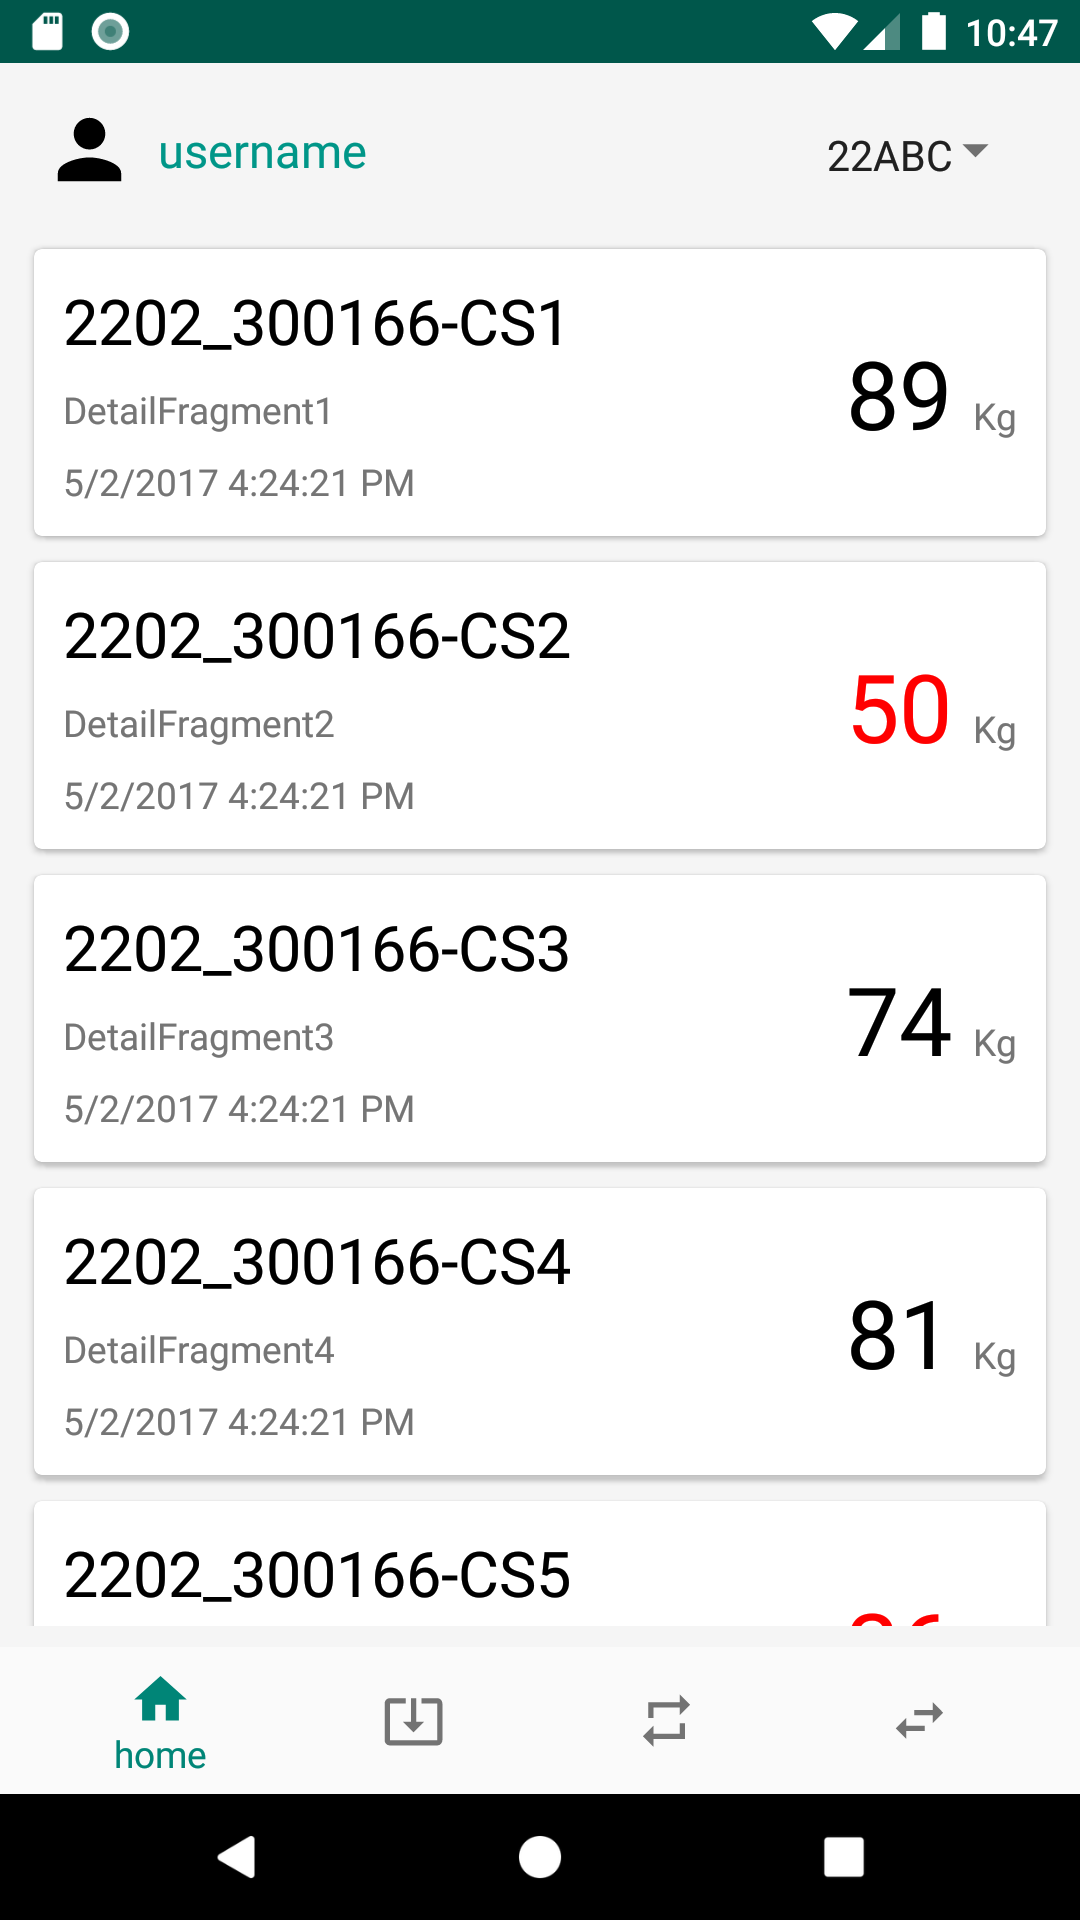 10:47
username
22ABC
2202_300166-CS1
DetailFragment1
89 Kg
5/2/2017 4:24:21 PM
2202_300166-CS2
DetailFragment2
50 Kg
5/2/2017 4:24:21 PM
2202_300166-CS3
DetailFragment3
74 Kg
5/2/2017 4:24:21 PM
2202_300166-CS4
DetailFragment4
81 Kg
5/2/2017 4:24:21 PM
2202_300166-CS5
home